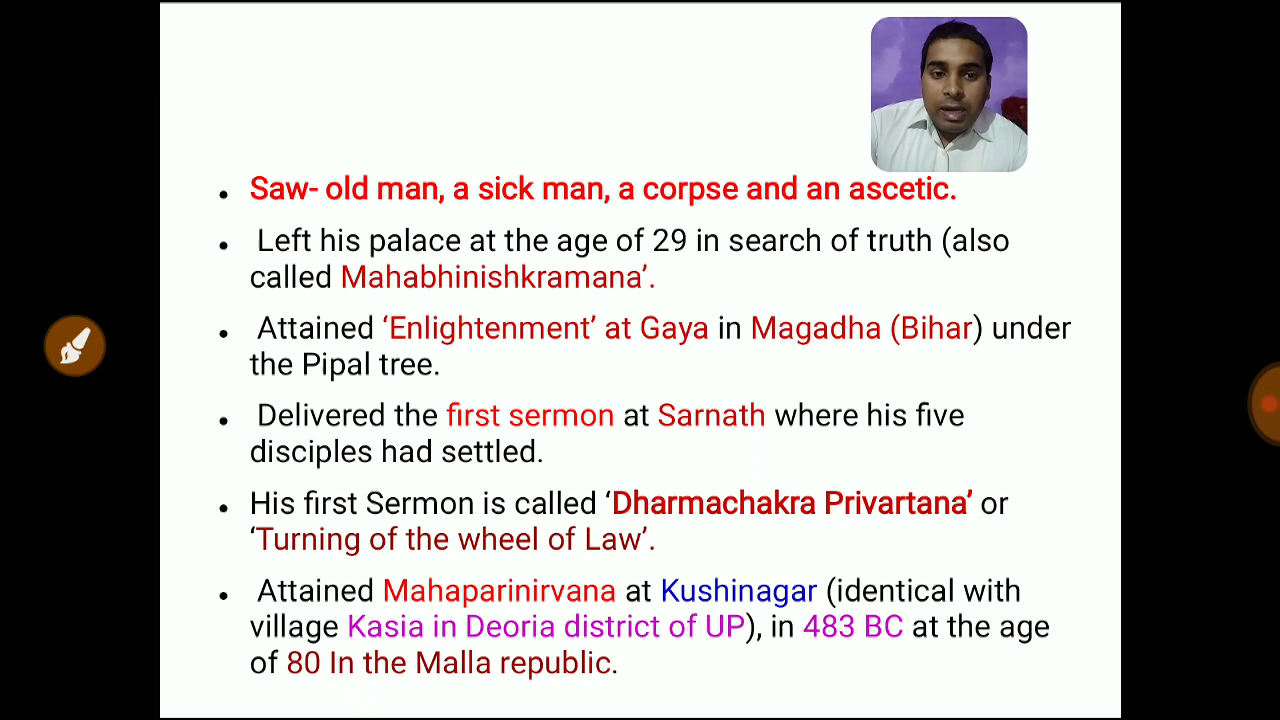 • Saw- old man, a sick man, a corpse and an ascetic.
• Left his palace at the age of 29 in search of truth (also
called Mahabhinishkramana’.
• Attained ‘Enlightenment’ at Gaya in Magadha (Bihar) under
the Pipal tree.
• Delivered the first sermon at Sarnath where his five
disciples had settled.
• His first Sermon is called ‘Dharmachakra Privartana’ or
‘Turning of the wheel of Law’.
• Attained Mahaparinirvana at Kushinagar (identical with
village Kasia in Deoria district of UP), in 483 BC at the age
of 80 In the Malla republic.